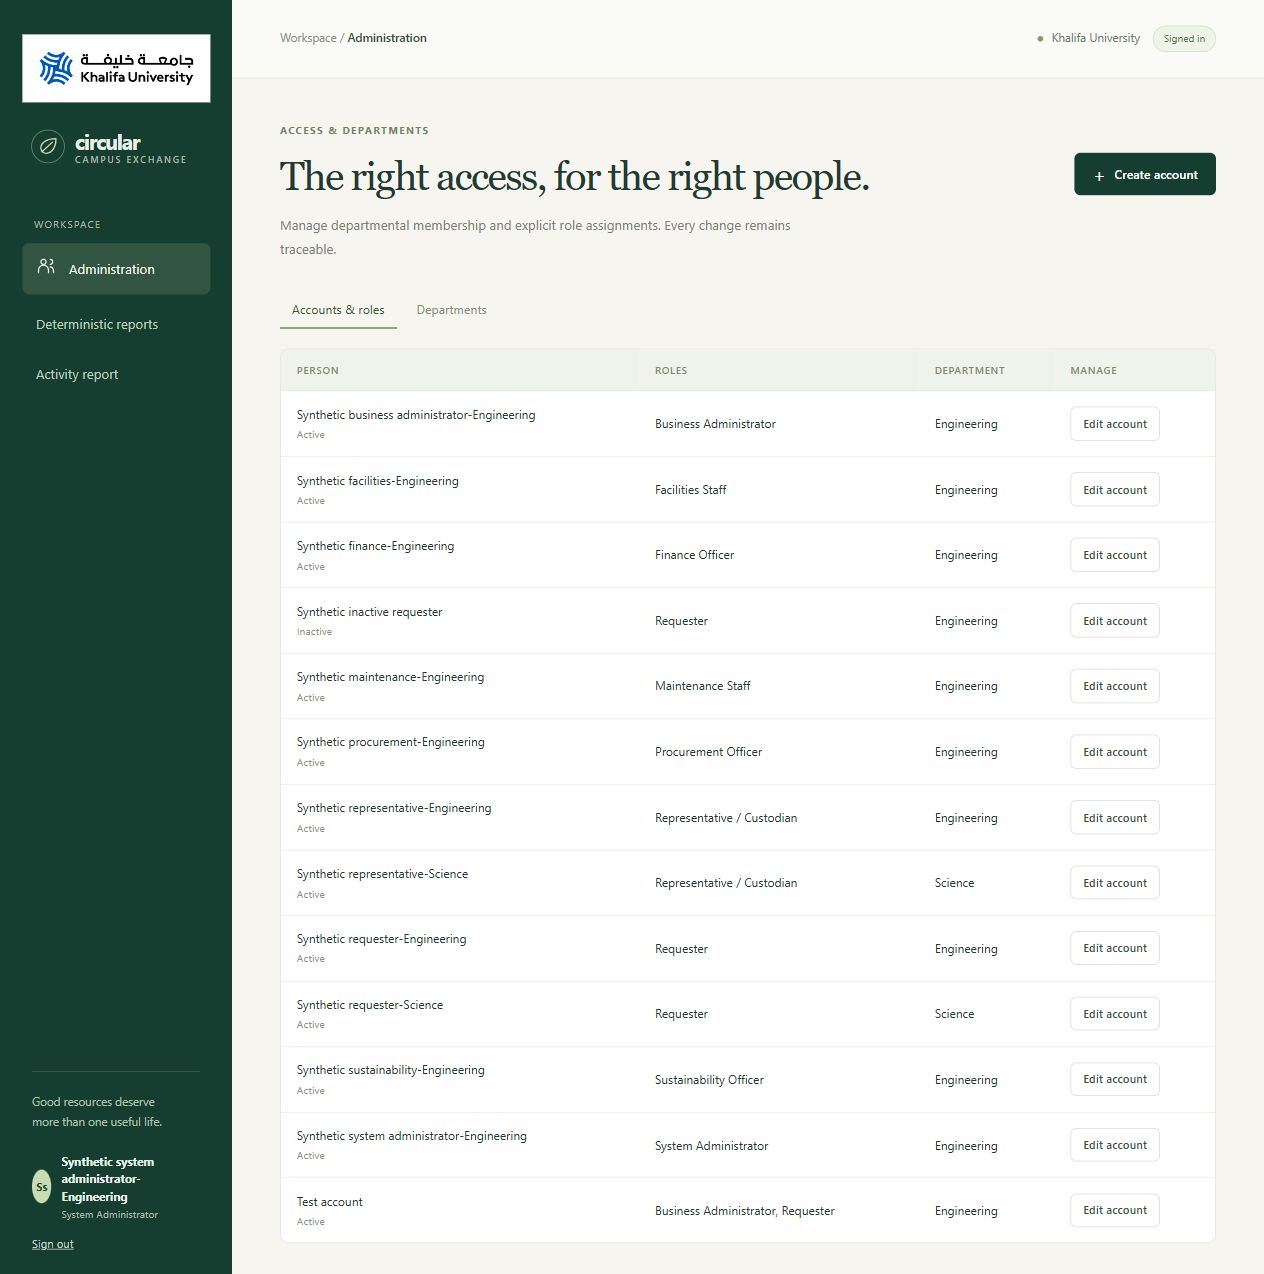 جامعـة خليفـة
Khalifa University
circular
CAMPUS EXCHANGE
WORKSPACE
Administration
Deterministic reports
Activity report
Good resources deserve
more than one useful life.
Ss
Synthetic system
administrator-
Engineering
System Administrator
Sign out
Workspace / Administration
Khalifa University
Signed in
ACCESS & DEPARTMENTS
The right access, for the right people.
+ Create account
Manage departmental membership and explicit role assignments. Every change remains
traceable.
Accounts & roles Departments
PERSON ROLES DEPARTMENT MANAGE
Synthetic business administrator-Engineering
Active
Business Administrator Engineering Edit account
Synthetic facilities-Engineering
Active
Facilities Staff Engineering Edit account
Synthetic finance-Engineering
Active
Finance Officer Engineering Edit account
Synthetic inactive requester
Inactive
Requester Engineering Edit account
Synthetic maintenance-Engineering
Active
Maintenance Staff Engineering Edit account
Synthetic procurement-Engineering
Active
Procurement Officer Engineering Edit account
Synthetic representative-Engineering
Active
Representative / Custodian Engineering Edit account
Synthetic representative-Science
Active
Representative / Custodian Science Edit account
Synthetic requester-Engineering
Active
Requester Engineering Edit account
Synthetic requester-Science
Active
Requester Science Edit account
Synthetic sustainability-Engineering
Active
Sustainability Officer Engineering Edit account
Synthetic system administrator-Engineering
Active
System Administrator Engineering Edit account
Test account
Active
Business Administrator, Requester Engineering Edit account